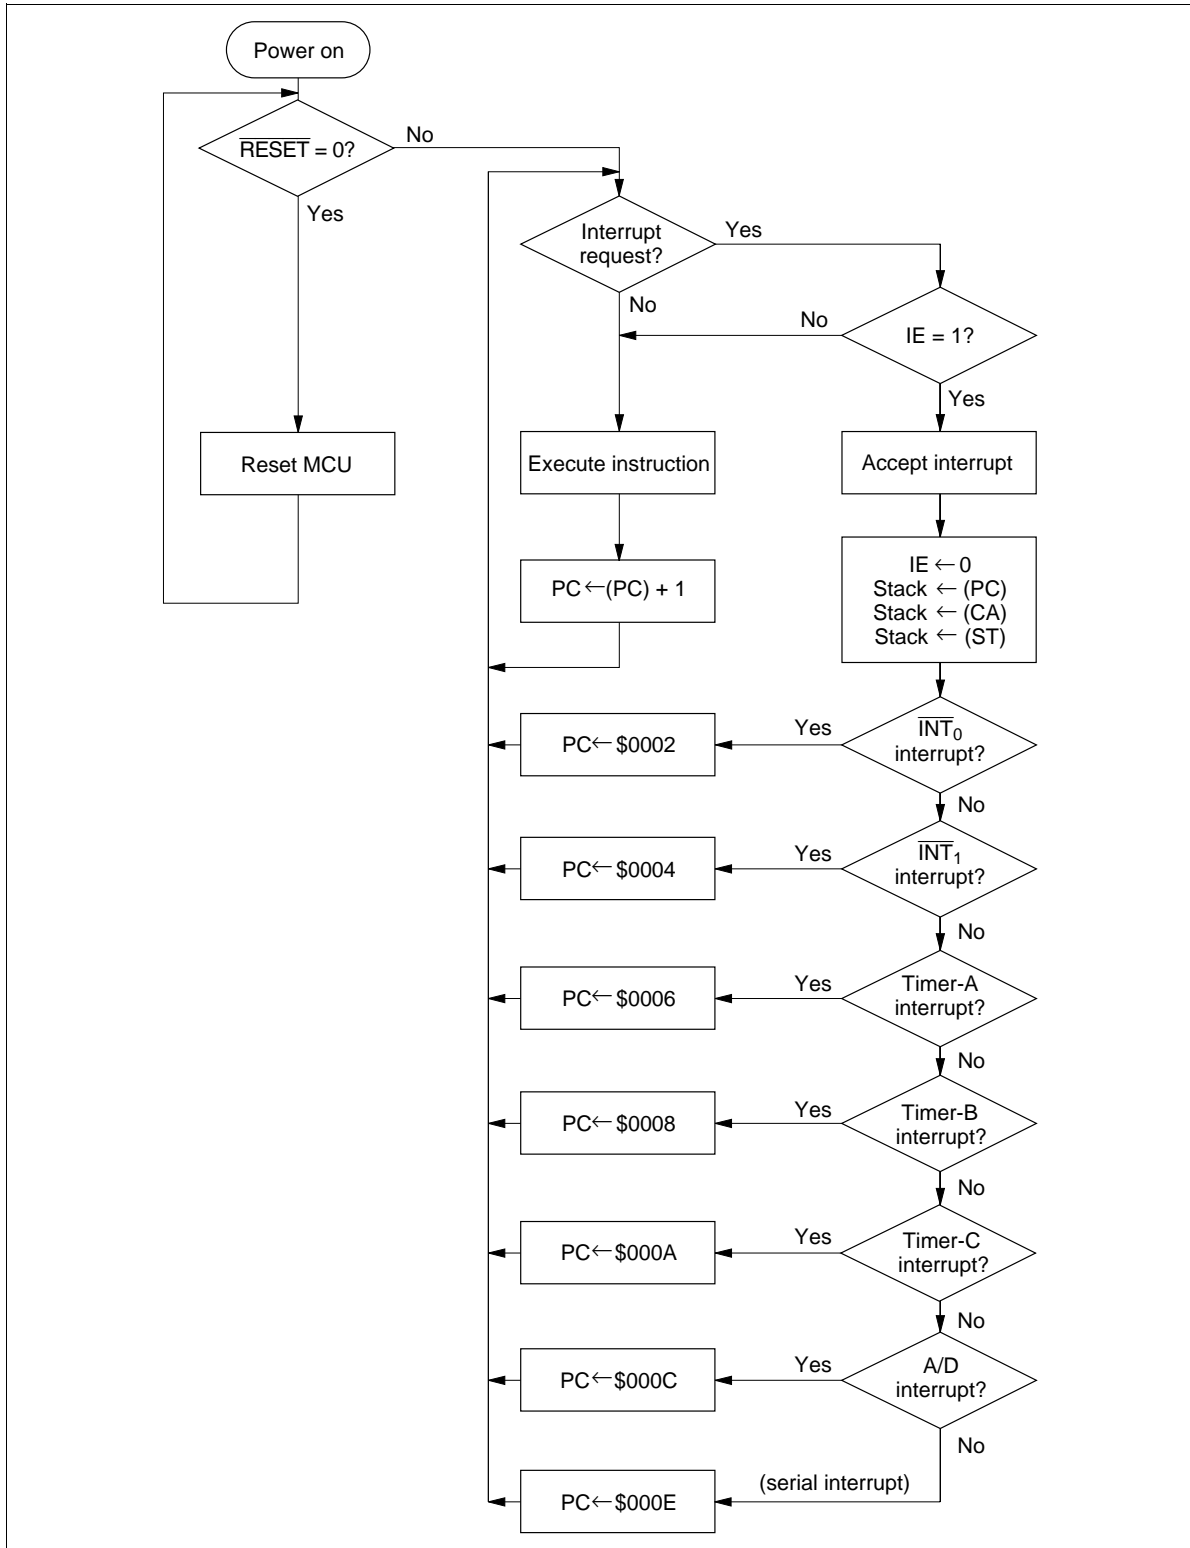 Power on
R̅E̅S̅E̅T̅ = 0?
No
Yes
Interrupt
request?
Yes
No
No
IE = 1?
Yes
Reset MCU
Execute instruction
Accept interrupt
PC ← (PC) + 1
IE ← 0
Stack ← (PC)
Stack ← (CA)
Stack ← (ST)
PC ← $0002
Yes
I̅N̅T̅₀
interrupt?
No
PC ← $0004
Yes
I̅N̅T̅₁
interrupt?
No
PC ← $0006
Yes
Timer-A
interrupt?
No
PC ← $0008
Yes
Timer-B
interrupt?
No
PC ← $000A
Yes
Timer-C
interrupt?
No
PC ← $000C
Yes
A/D
interrupt?
No
PC ← $000E
(serial interrupt)